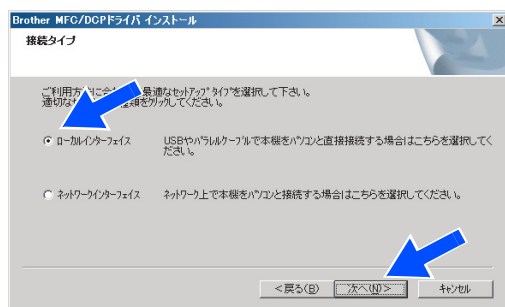 Brother MFC/DCPドライバ インストール
接続タイプ
ご利用方 に合 最適なセットアップ タイプを選択して下さい。
適切な 種類をクリックしてください。
ローカルインターフェイス
USBやパラレルケーブルで本機をパソコンと直接接続する場合はこちらを選択してく
ださい。
ネットワークインターフェイス
ネットワーク上で本機をパソコンと接続する場合はこちらを選択してください。
<戻る(B)
次へ(N)>
キャンセル